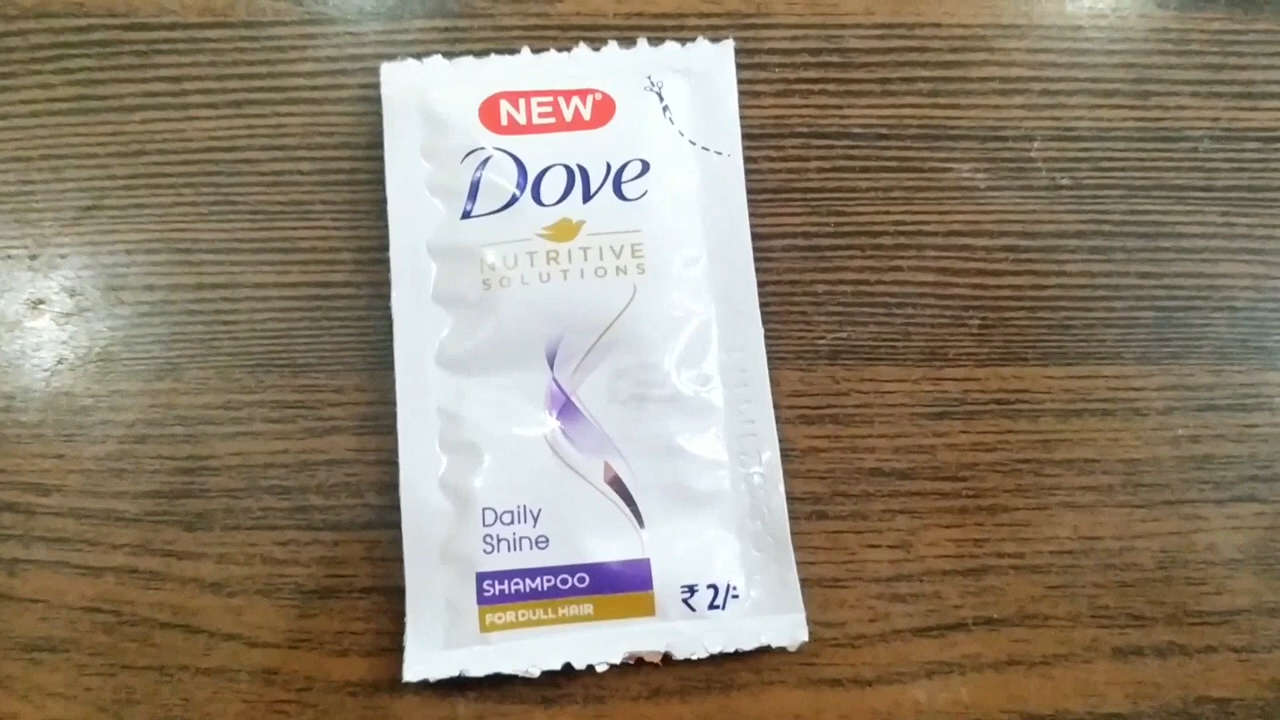 NEW®
Dove
NUTRITIVE
SOLUTIONS
Daily
Shine
SHAMPOO
FOR DULL HAIR
₹ 2/-